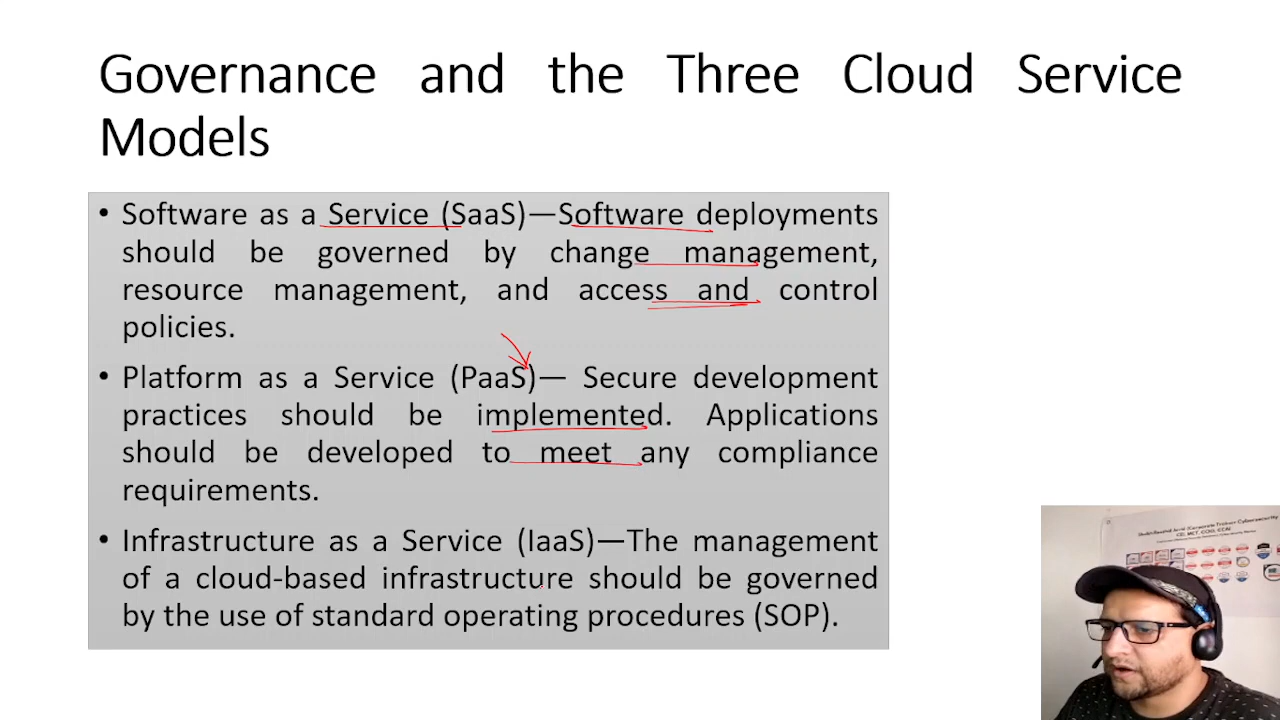 Governance and the Three Cloud Service
Models
• Software as a Service (SaaS)—Software deployments
should be governed by change management,
resource management, and access and control
policies.
• Platform as a Service (PaaS)— Secure development
practices should be implemented. Applications
should be developed to meet any compliance
requirements.
• Infrastructure as a Service (IaaS)—The management
of a cloud-based infrastructure should be governed
by the use of standard operating procedures (SOP).